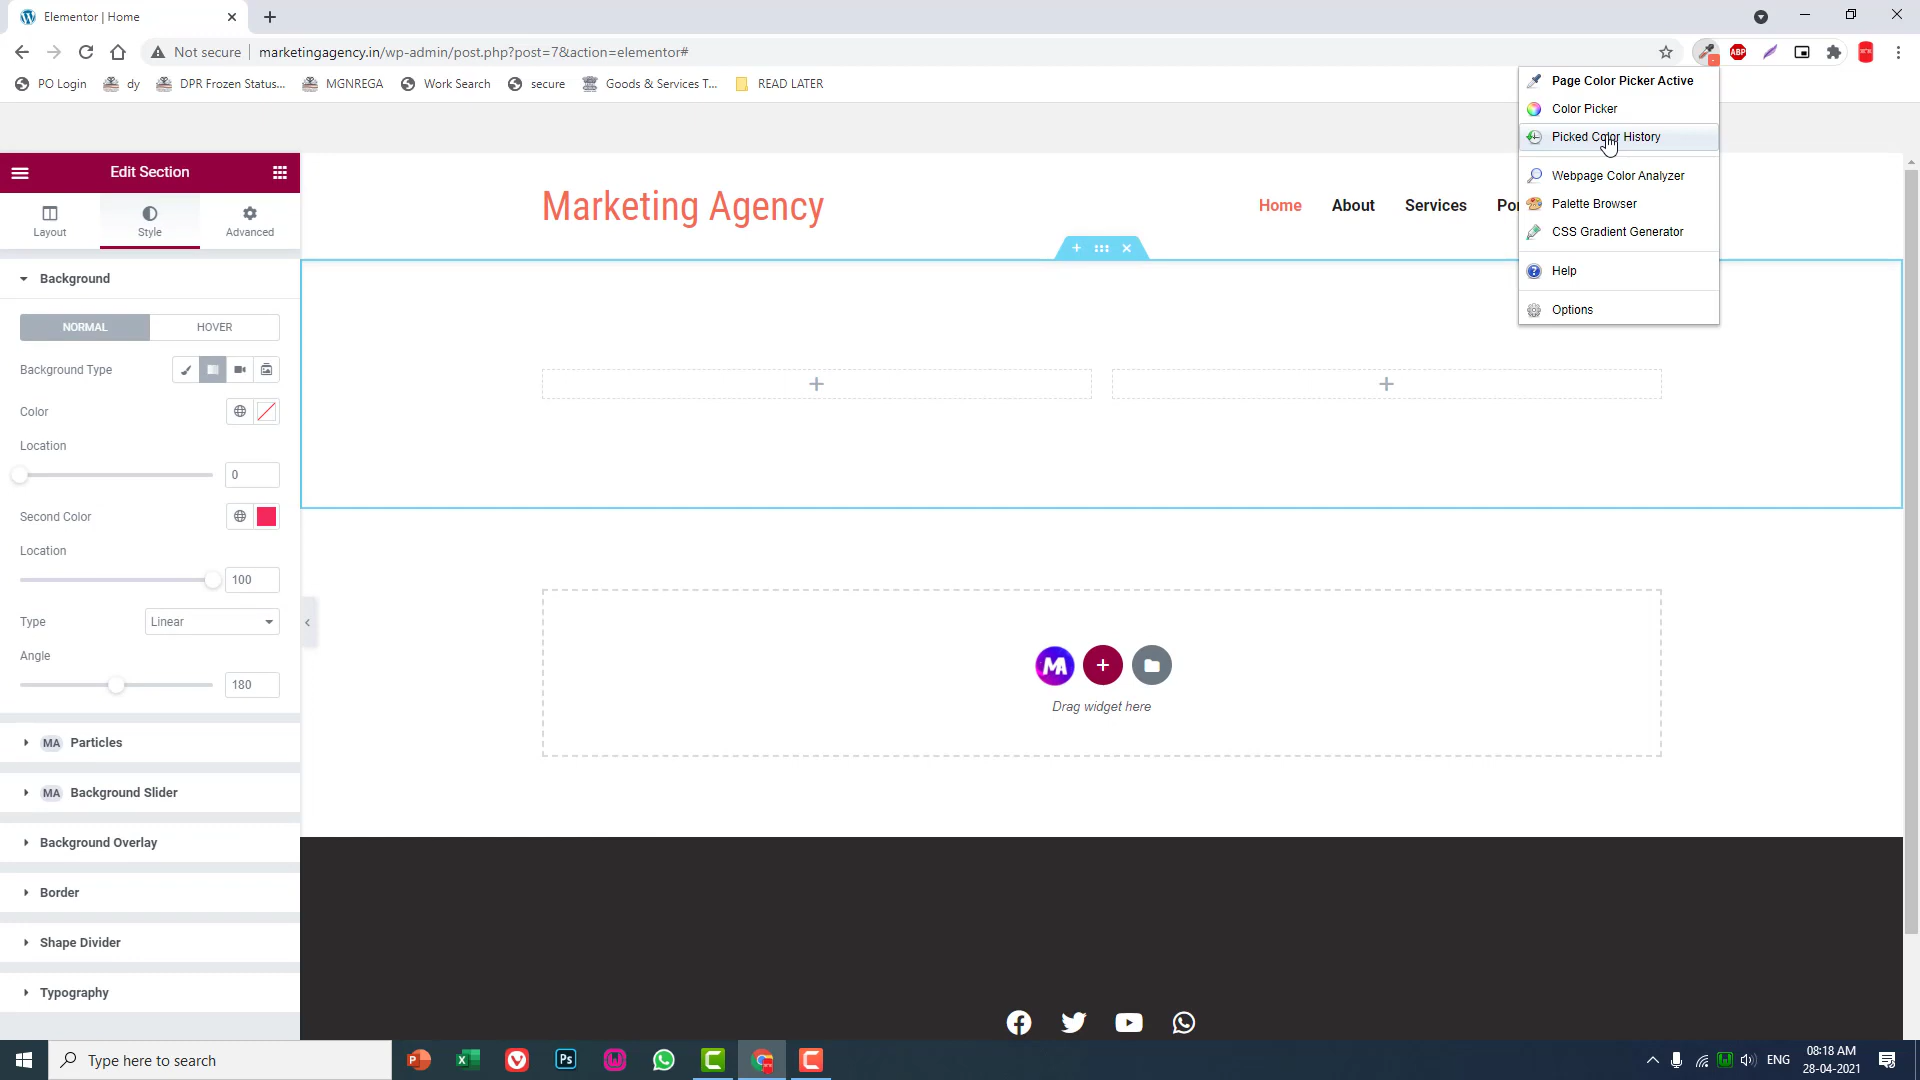 Elementor | Home
Not secure
marketingagency.in/wp-admin/post.php?post=7&action=elementor#
ABP
PO Login
dy
DPR Frozen Status...
MGNREGA
Work Search
secure
Goods & Services T...
READ LATER
Page Color Picker Active
Color Picker
Picked Color History
Webpage Color Analyzer
Palette Browser
CSS Gradient Generator
Help
Options
Edit Section
Layout
Style
Advanced
Background
NORMAL
HOVER
Background Type
Color
Location
0
Second Color
Location
100
Type
Linear
Angle
180
MA Particles
MA Background Slider
Background Overlay
Border
Shape Divider
Typography
Marketing Agency
Home
About
Services
Po
MA
Drag widget here
Type here to search
Ps
ENG
08:18 AM
28-04-2021